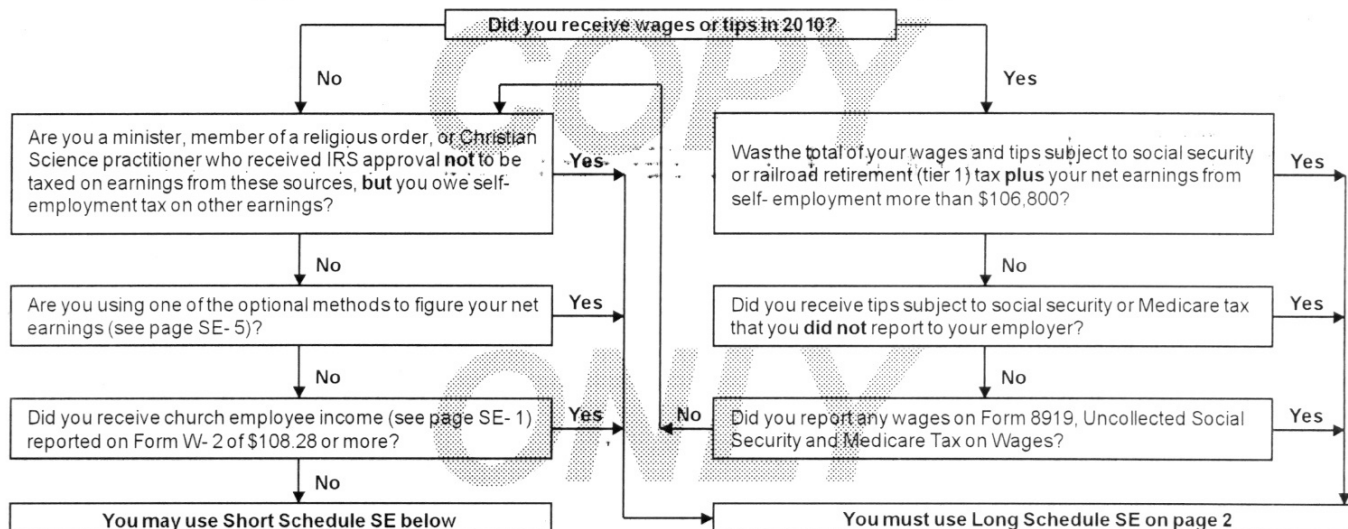 Did you receive wages or tips in 2010?
No
Yes
Are you a minister, member of a religious order, or Christian
Science practitioner who received IRS approval not to be
taxed on earnings from these sources, but you owe self-
employment tax on other earnings?
Yes
Was the total of your wages and tips subject to social security
or railroad retirement (tier 1) tax plus your net earnings from
self- employment more than $106,800?
Yes
No
No
Are you using one of the optional methods to figure your net
earnings (see page SE- 5)?
Yes
Did you receive tips subject to social security or Medicare tax
that you did not report to your employer?
Yes
No
No
Did you receive church employee income (see page SE- 1)
reported on Form W- 2 of $108.28 or more?
Yes
No
Did you report any wages on Form 8919, Uncollected Social
Security and Medicare Tax on Wages?
Yes
No
You may use Short Schedule SE below
You must use Long Schedule SE on page 2
COPY
ONLY